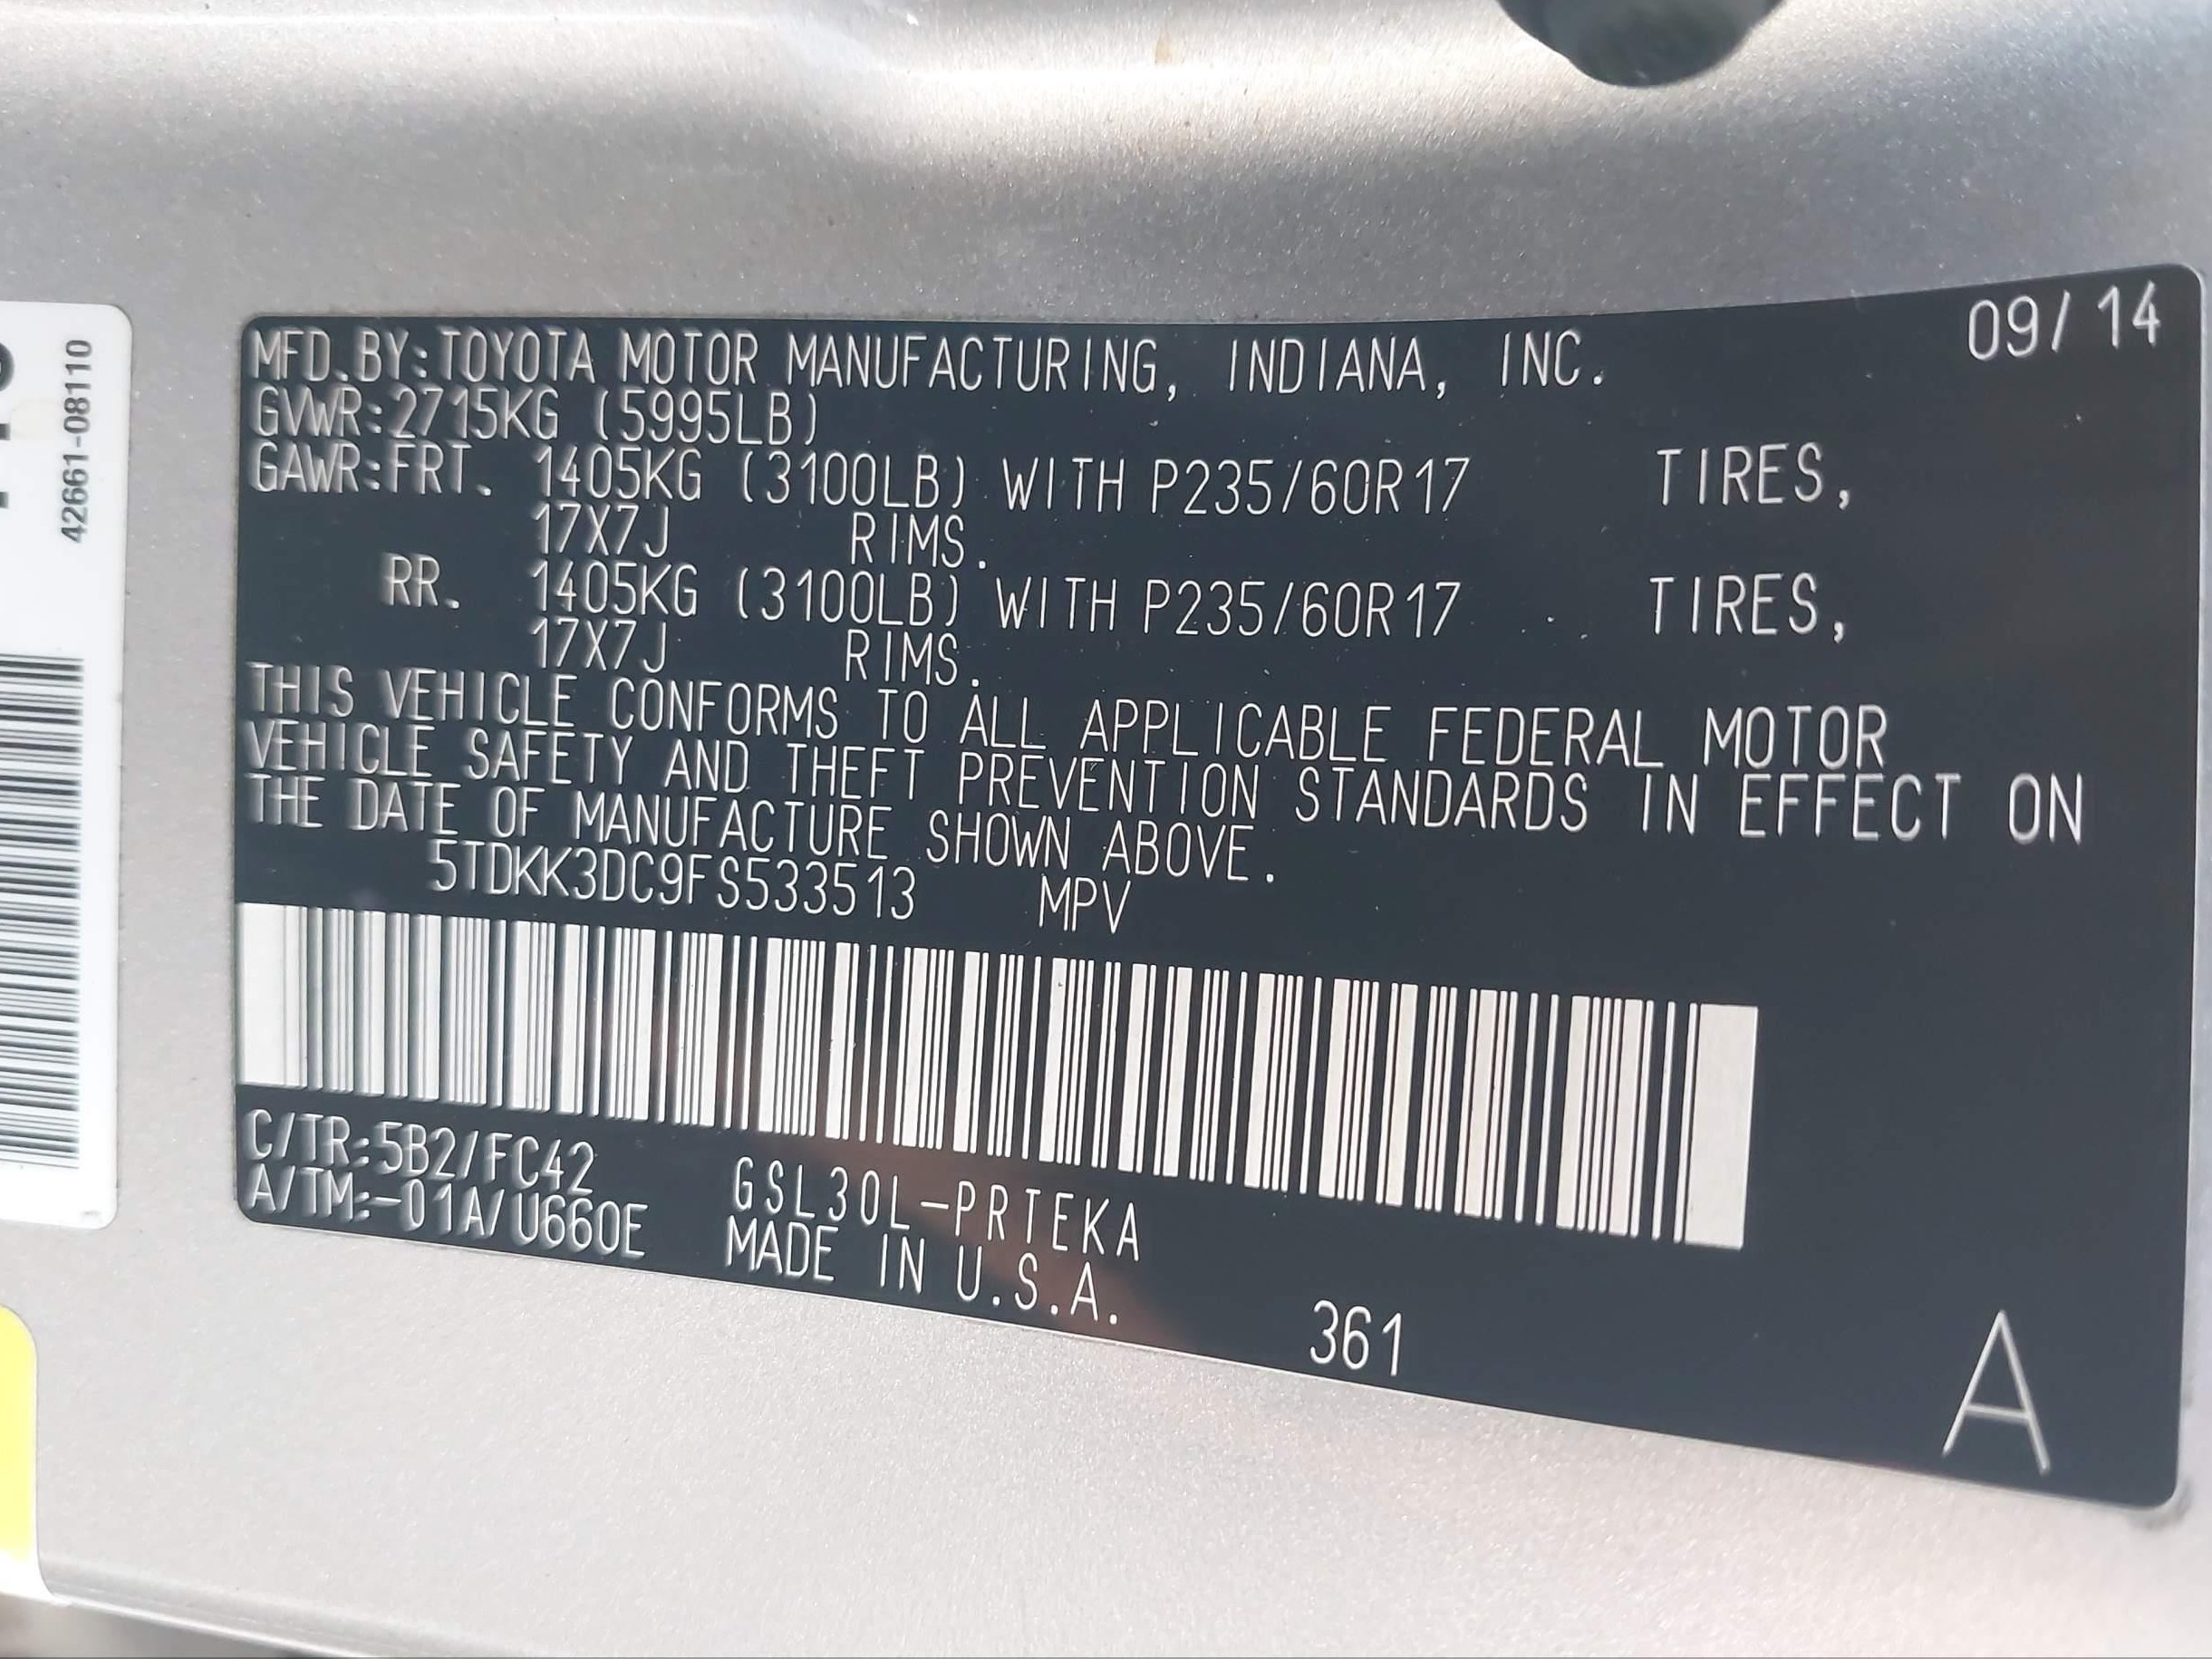 42661-08110
09/14
MFD.BY:TOYOTA MOTOR MANUFACTURING, INDIANA, INC.
GVWR:2715KG (5995LB)
GAWR:FRT. 1405KG (3100LB) WITH P235/60R17 TIRES,
17X7J RIMS.
RR. 1405KG (3100LB) WITH P235/60R17 TIRES,
17X7J RIMS.
THIS VEHICLE CONFORMS TO ALL APPLICABLE FEDERAL MOTOR
VEHICLE SAFETY AND THEFT PREVENTION STANDARDS IN EFFECT ON
THE DATE OF MANUFACTURE SHOWN ABOVE.
5TDKK3DC9FS533513 MPV
C/TR:5B2/FC42 GSL30L-PRTEKA
A/TM:-01A/U660E MADE IN U.S.A.
361
A